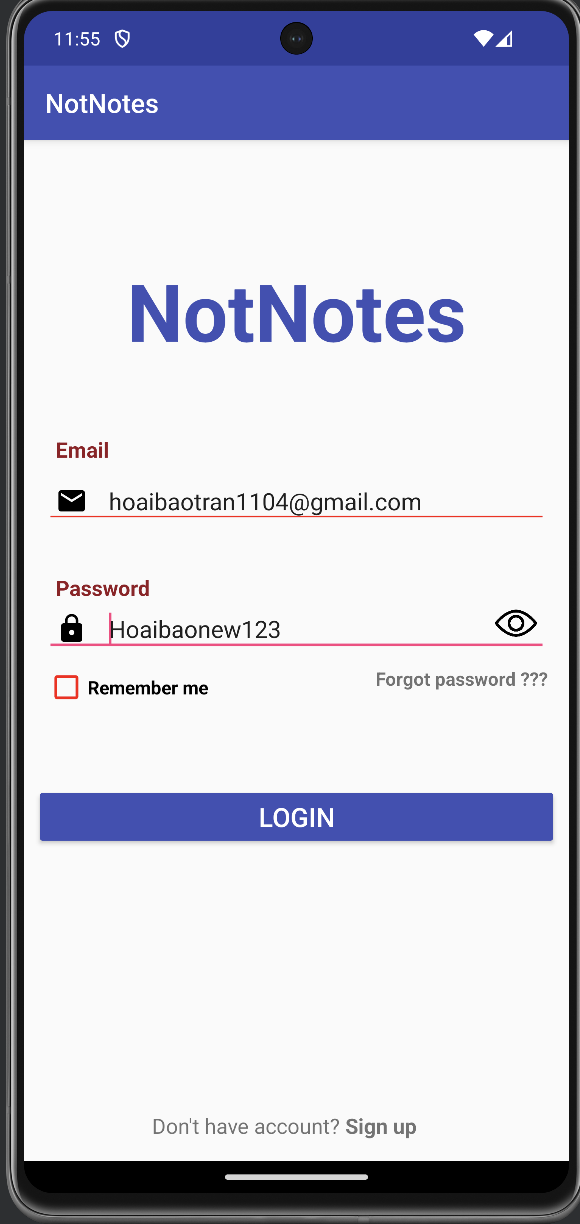 11:55
NotNotes
NotNotes
Email
hoaibaotran1104@gmail.com
Password
Hoaibaonew123
Remember me
Forgot password ???
LOGIN
Don't have account? Sign up